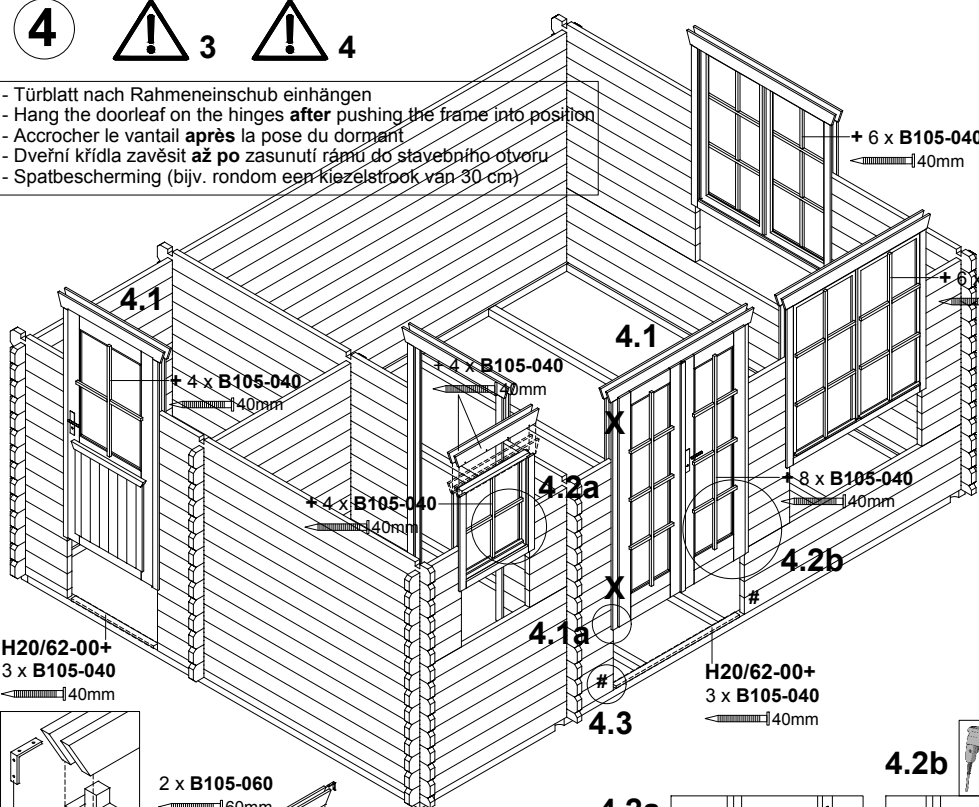 4
3
4
- Türblatt nach Rahmeneinschub einhängen
- Hang the doorleaf on the hinges after pushing the frame into position
- Accrocher le vantail après la pose du dormant
- Dveřní křídla zavěsit až po zasunutí rámu do stavebního otvoru
- Spatbescherming (bijv. rondom een kiezelstrook van 30 cm)
+ 6 x B105-040
40mm
+ 6 x
4.1
4.1
+ 4 x B105-040
40mm
+ 4 x B105-040
40mm
X
+ 4 x B105-040
40mm
4.2a
+ 8 x B105-040
40mm
4.2b
X
#
4.1a
H20/62-00+
3 x B105-040
40mm
#
H20/62-00+
3 x B105-040
40mm
4.3
4.2b
2 x B105-060
60mm